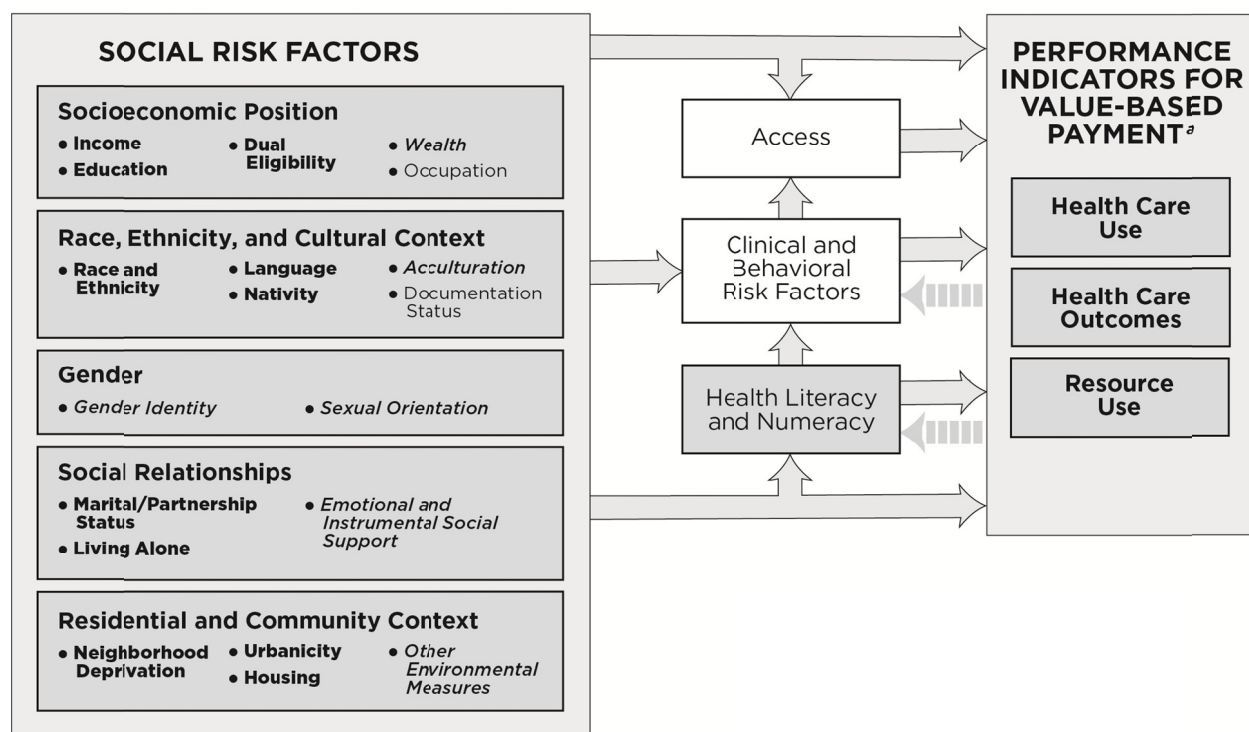 SOCIAL RISK FACTORS
Socioeconomic Position
• Income
• Education
• Dual
Eligibility
• Wealth
• Occupation
Race, Ethnicity, and Cultural Context
• Race and
Ethnicity
• Language
• Nativity
• Acculturation
• Documentation
Status
Gender
• Gender Identity
• Sexual Orientation
Social Relationships
• Marital/Partnership
Status
• Living Alone
• Emotional and
Instrumental Social
Support
Residential and Community Context
• Neighborhood
Deprivation
• Urbanicity
• Housing
• Other
Environmental
Measures
Access
Clinical and
Behavioral
Risk Factors
Health Literacy
and Numeracy
PERFORMANCE
INDICATORS FOR
VALUE-BASED
PAYMENTᵃ
Health Care
Use
Health Care
Outcomes
Resource
Use